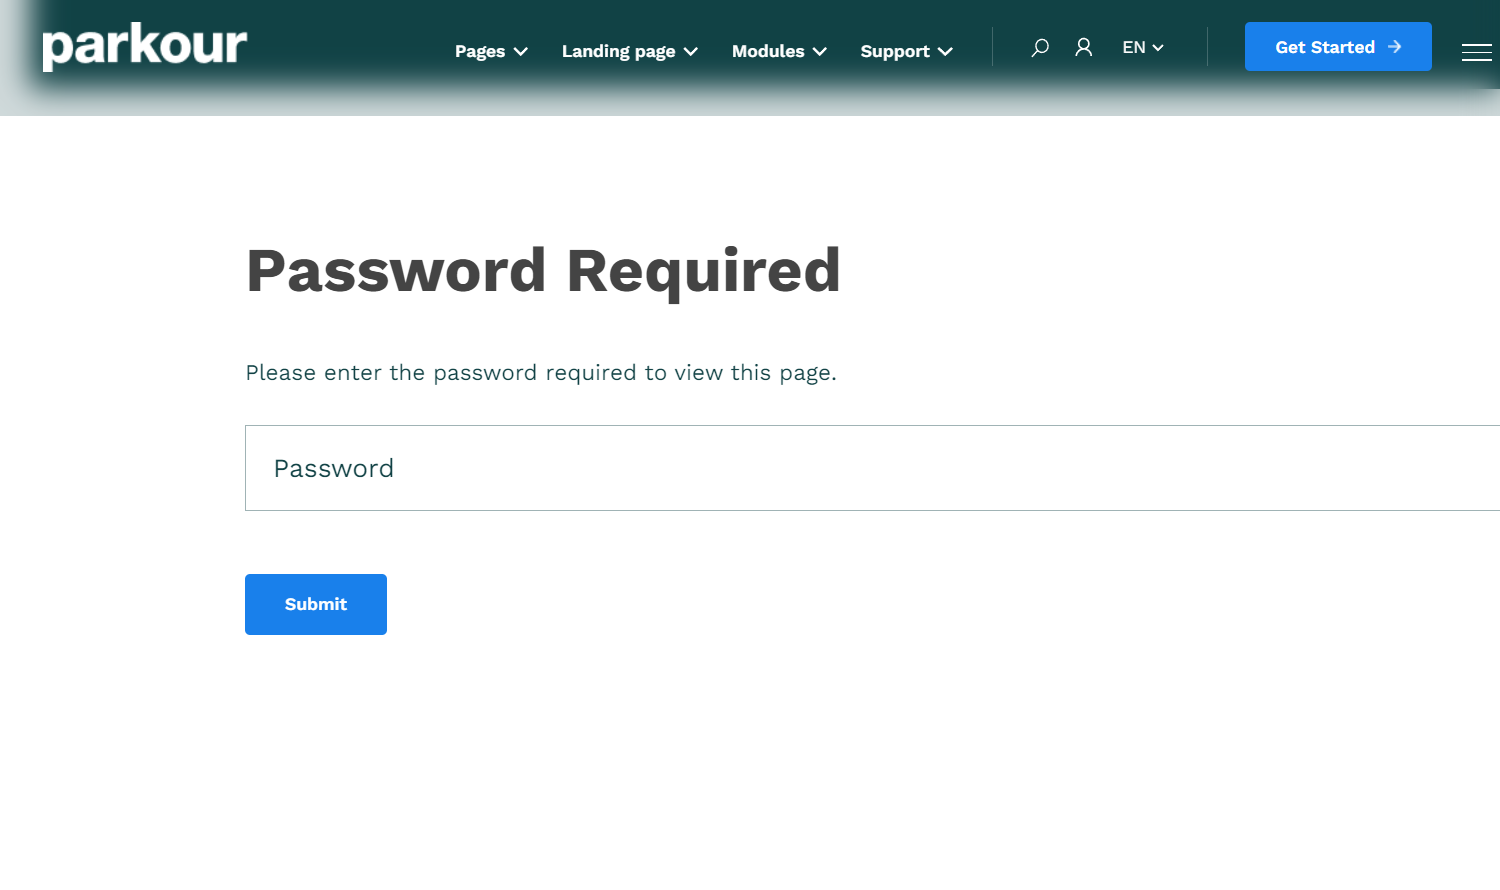 parkour
Pages
Landing page
Modules
Support
EN
Get Started
Password Required
Please enter the password required to view this page.
Password
Submit